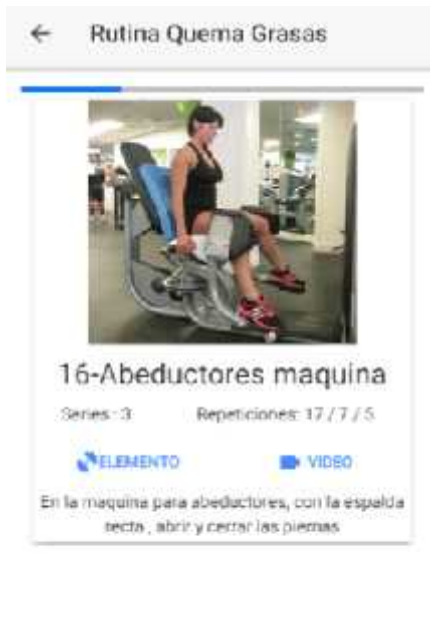 Rutina Quema Grasas
16-Abeductores maquina
Series : 3 Repeticiones: 17 / 7 / 5
ELEMENTO VIDEO
En la maquina para abeductores, con la espalda
recta , abrir y cerrar las piernas